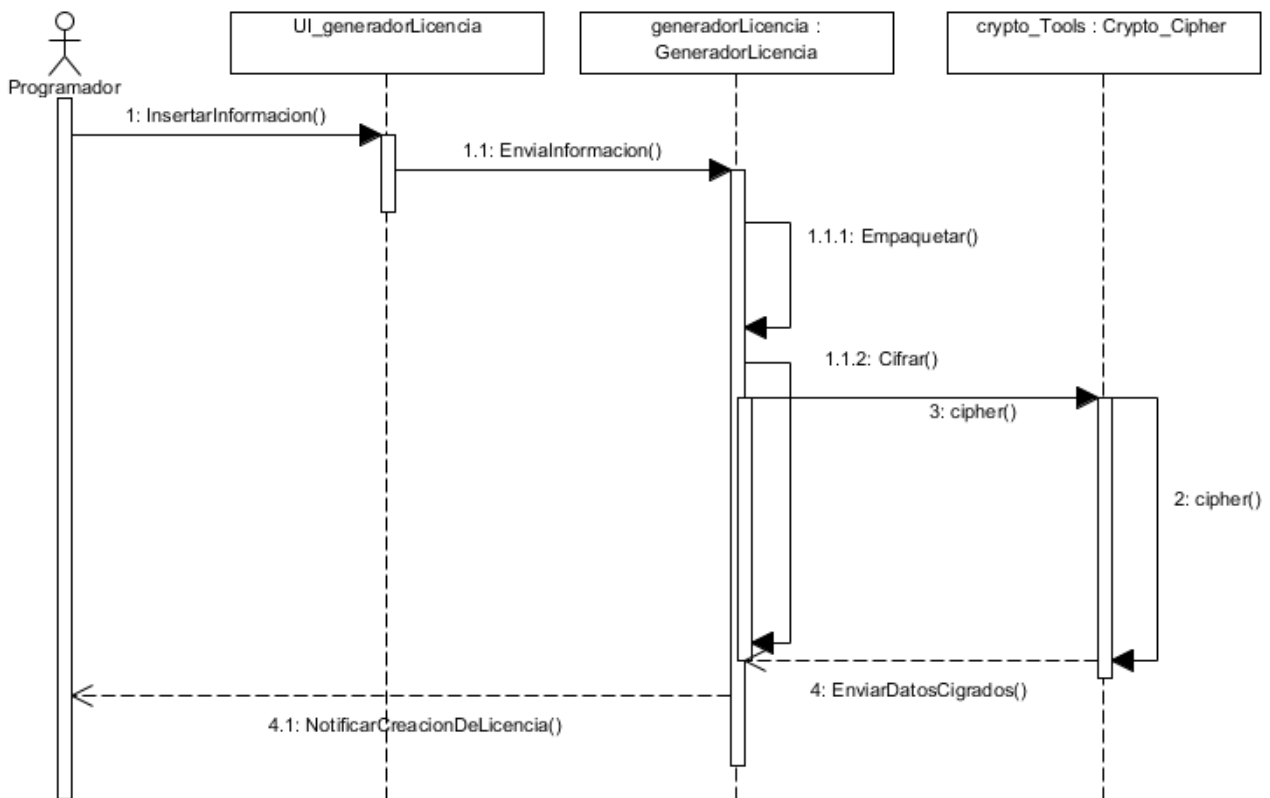 UI_generadorLicencia
generadorLicencia :
GeneradorLicencia
crypto_Tools : Crypto_Cipher
Programador
1: InsertarInformacion()
1.1: EnviaInformacion()
1.1.1: Empaquetar()
1.1.2: Cifrar()
3: cipher()
2: cipher()
4: EnviarDatosCigrados()
4.1: NotificarCreacionDeLicencia()